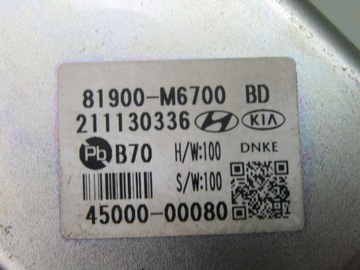 81900-M6700 BD
211130336 KIA
Pb B70 H/W:100 DNKE
S/W:100
45000-00080